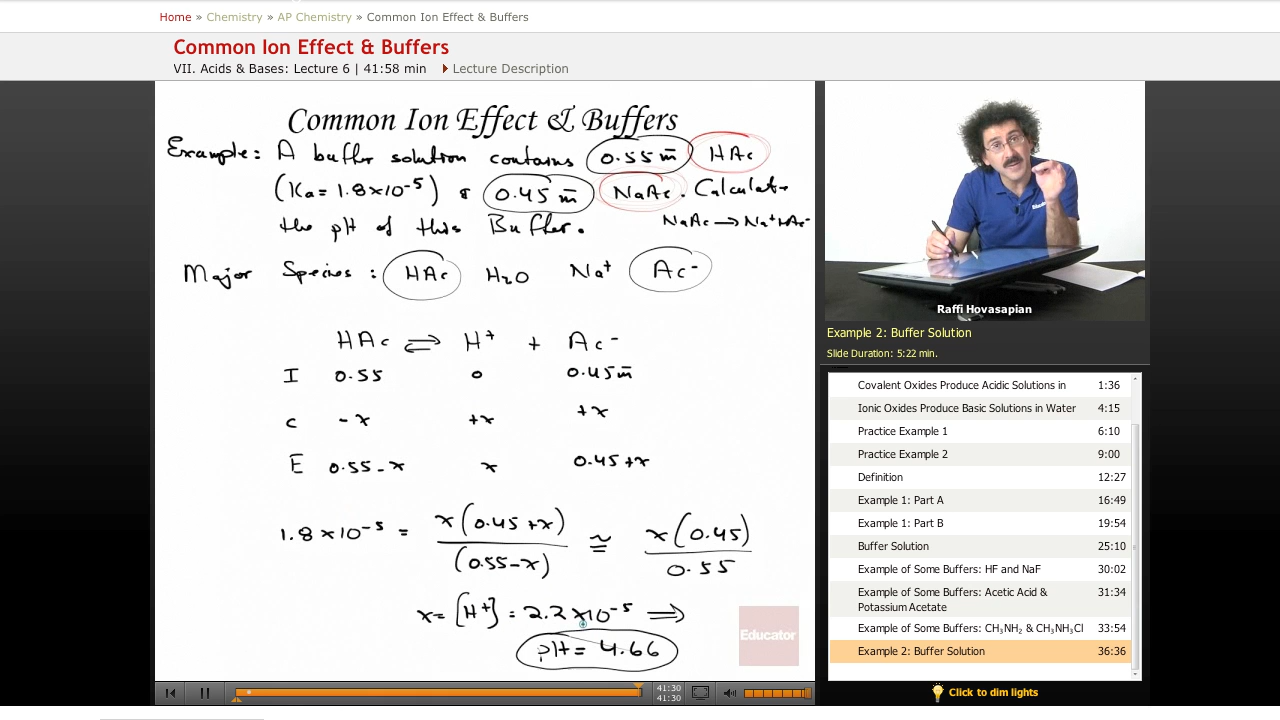 Home » Chemistry » AP Chemistry » Common Ion Effect & Buffers
Common Ion Effect & Buffers
VII. Acids & Bases: Lecture 6 | 41:58 min Lecture Description
Common Ion Effect & Buffers
Example: A buffer solution contains 0.55 m̄ HAc
(Ka = 1.8×10⁻⁵) & 0.45 m̄ NaAc. Calculate
the pH of this Buffer.
NaAc → Na⁺ + Ac⁻
Major Species: HAc H₂O Na⁺ Ac⁻
HAc ⇌ H⁺ + Ac⁻
I 0.55 0 0.45 m̄
C -x +x +x
E 0.55-x x 0.45+x
1.8×10⁻⁵ = x(0.45+x) / (0.55-x) ≅ x(0.45) / 0.55
x = [H⁺] = 2.2×10⁻⁵ ⇒
pH = 4.66
Educator
Raffi Hovasapian
Example 2: Buffer Solution
Slide Duration: 5:22 min.
Covalent Oxides Produce Acidic Solutions in 1:36
Ionic Oxides Produce Basic Solutions in Water 4:15
Practice Example 1 6:10
Practice Example 2 9:00
Definition 12:27
Example 1: Part A 16:49
Example 1: Part B 19:54
Buffer Solution 25:10
Example of Some Buffers: HF and NaF 30:02
Example of Some Buffers: Acetic Acid & 31:34
Potassium Acetate
Example of Some Buffers: CH₃NH₂ & CH₃NH₃Cl 33:54
Example 2: Buffer Solution 36:36
41:30
41:30
Click to dim lights